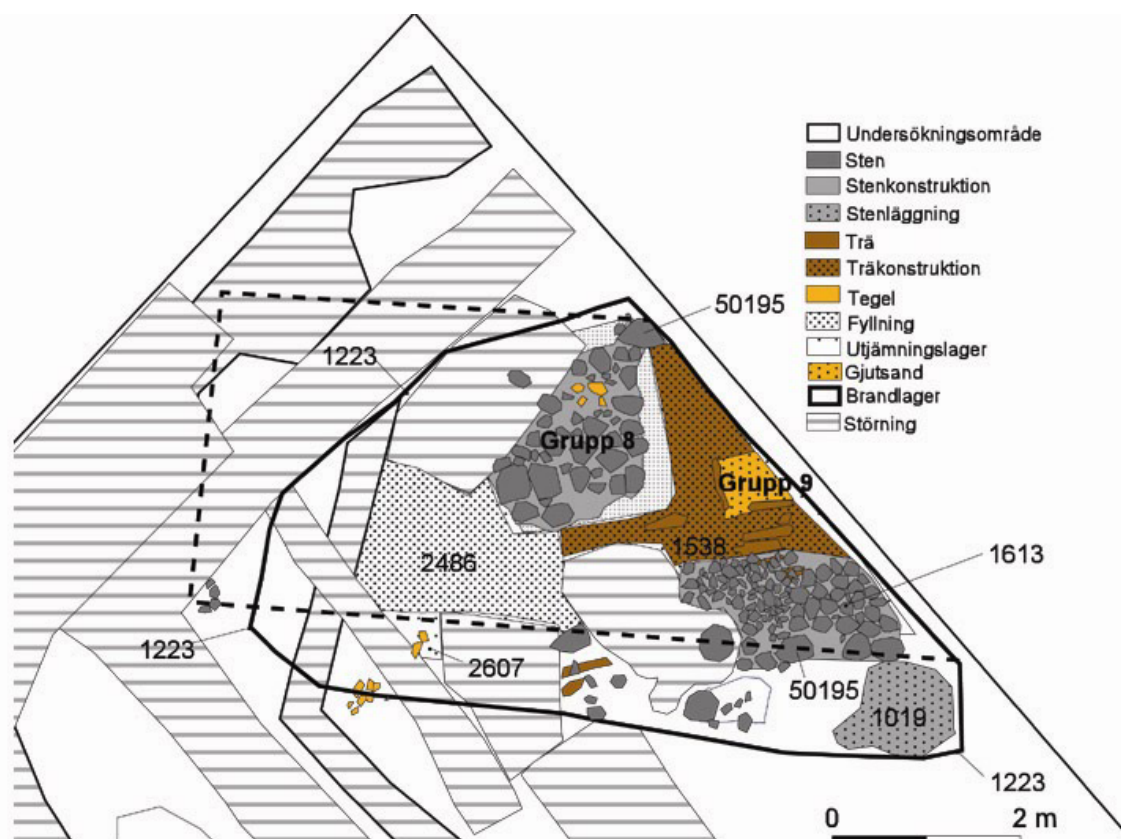 Undersökningsområde
Sten
Stenkonstruktion
Stenläggning
Trä
Träkonstruktion
Tegel
Fyllning
Utjämningslager
Gjutsand
Brandlager
Störning
50195
1223
Grupp 8
Grupp 9
1538
1613
2486
1223
2607
50195
1019
1223
0 2 m